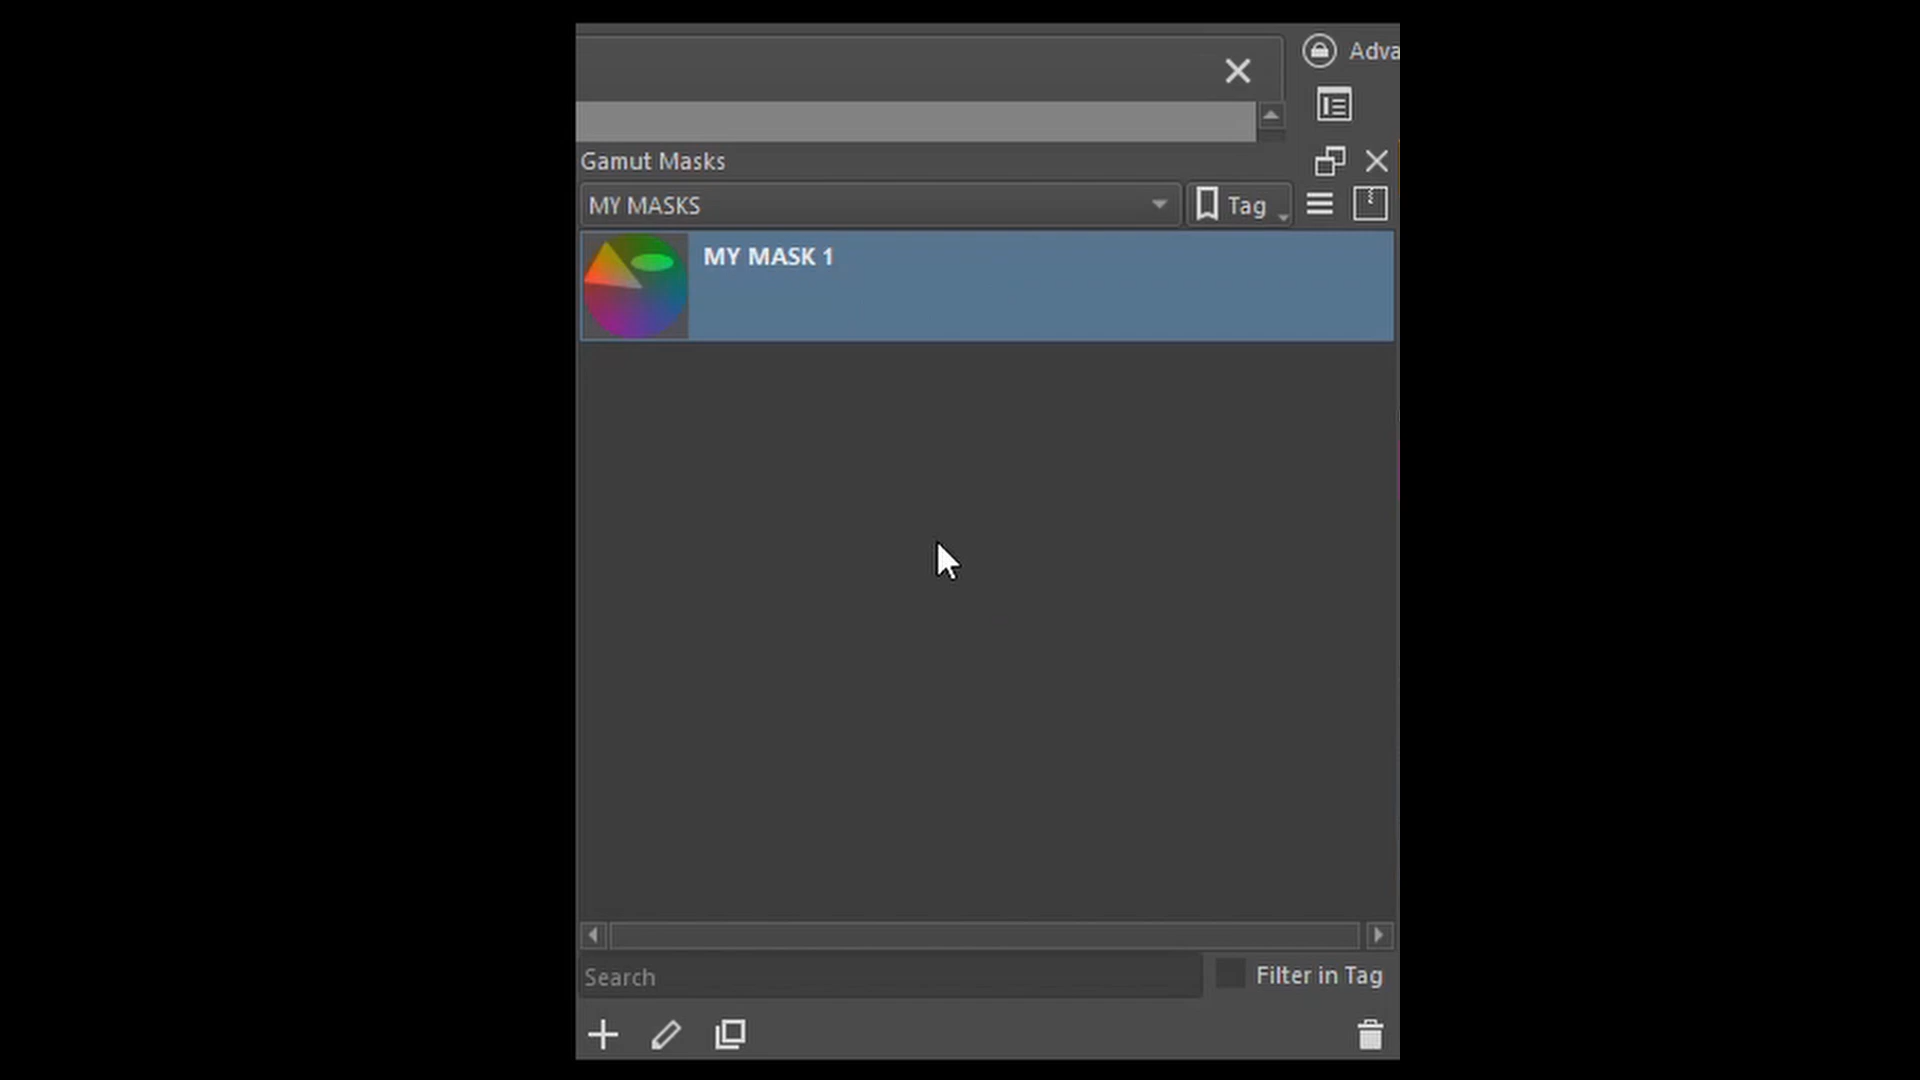 Adva
Gamut Masks
MY MASKS
Tag
MY MASK 1
Search
Filter in Tag